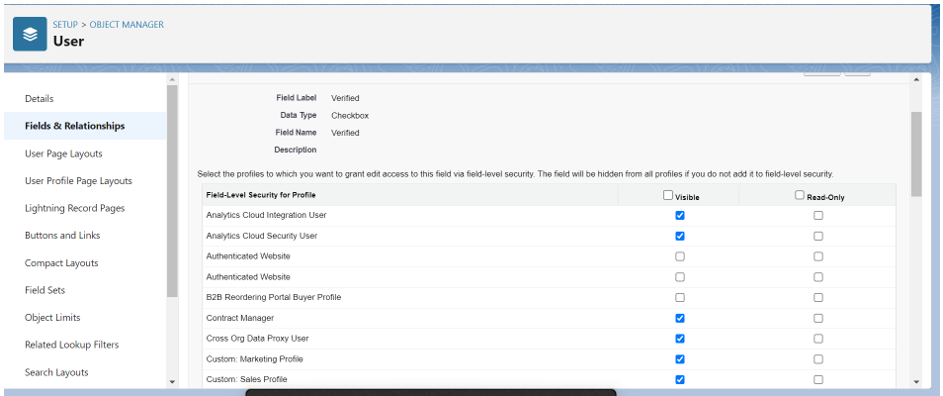 SETUP > OBJECT MANAGER
User
Details
Fields & Relationships
User Page Layouts
User Profile Page Layouts
Lightning Record Pages
Buttons and Links
Compact Layouts
Field Sets
Object Limits
Related Lookup Filters
Search Layouts
Field Label Verified
Data Type Checkbox
Field Name Verified
Description
Select the profiles to which you want to grant edit access to this field via field-level security. The field will be hidden from all profiles if you do not add it to field-level security.
Field-Level Security for Profile Visible Read-Only
Analytics Cloud Integration User
Analytics Cloud Security User
Authenticated Website
Authenticated Website
B2B Reordering Portal Buyer Profile
Contract Manager
Cross Org Data Proxy User
Custom: Marketing Profile
Custom: Sales Profile